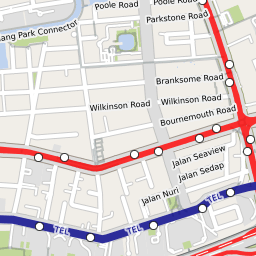 Poole Road
Poole Road
Parkstone Road
ang Park Connector
Branksome Road
Wilkinson Road
Wilkinson Road
Bournemouth Road
Jalan Seaview
Jalan Sedap
Jalan Nuri
TEL
TEL
TEL
TEL